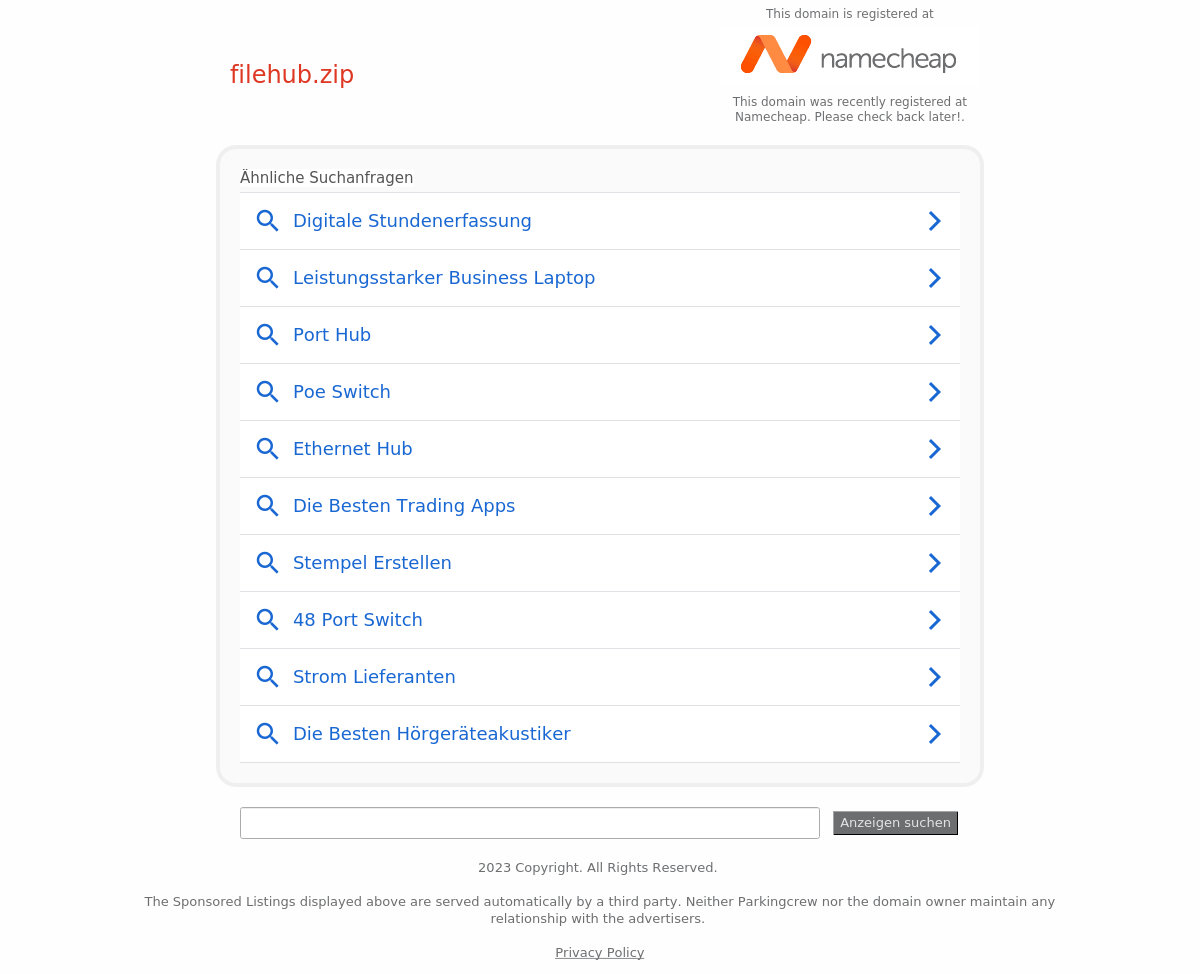 This domain is registered at
namecheap
filehub.zip
This domain was recently registered at
Namecheap. Please check back later!.
Ähnliche Suchanfragen
Digitale Stundenerfassung
Leistungsstarker Business Laptop
Port Hub
Poe Switch
Ethernet Hub
Die Besten Trading Apps
Stempel Erstellen
48 Port Switch
Strom Lieferanten
Die Besten Hörgeräteakustiker
Anzeigen suchen
2023 Copyright. All Rights Reserved.
The Sponsored Listings displayed above are served automatically by a third party. Neither Parkingcrew nor the domain owner maintain any
relationship with the advertisers.
Privacy Policy